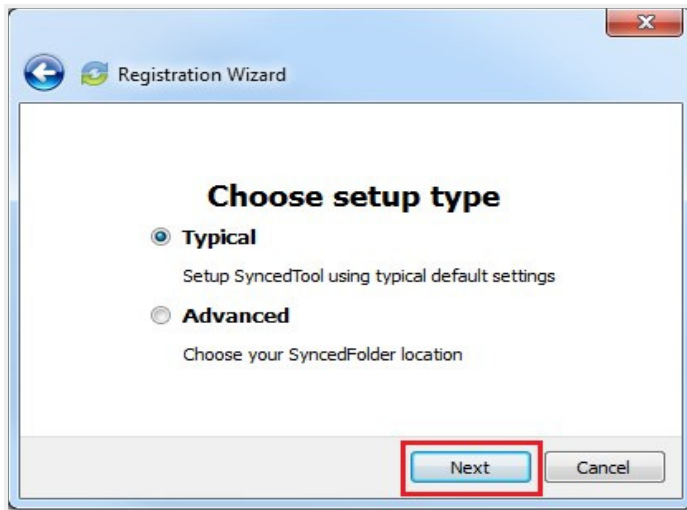 Registration Wizard
Choose setup type
Typical
Setup SyncedTool using typical default settings
Advanced
Choose your SyncedFolder location
Next
Cancel